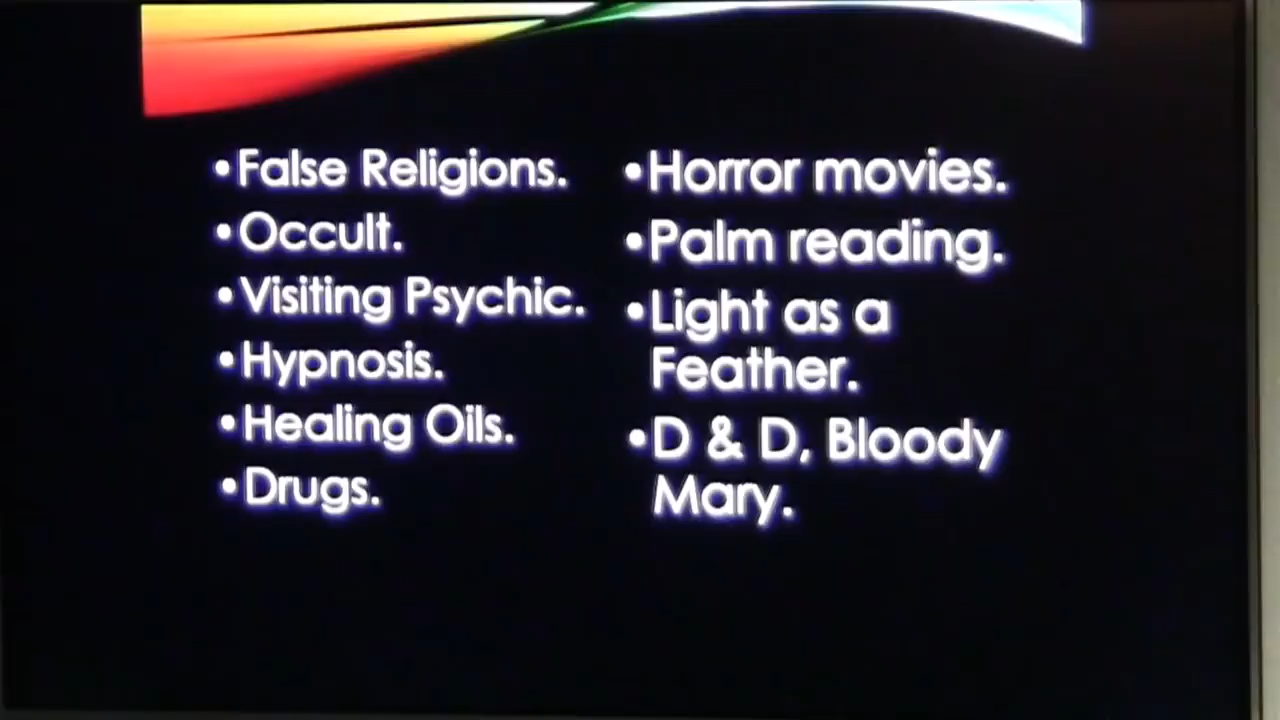 •False Religions.
•Occult.
•Visiting Psychic.
•Hypnosis.
•Healing Oils.
•Drugs.
•Horror movies.
•Palm reading.
•Light as a
Feather.
•D & D, Bloody
Mary.